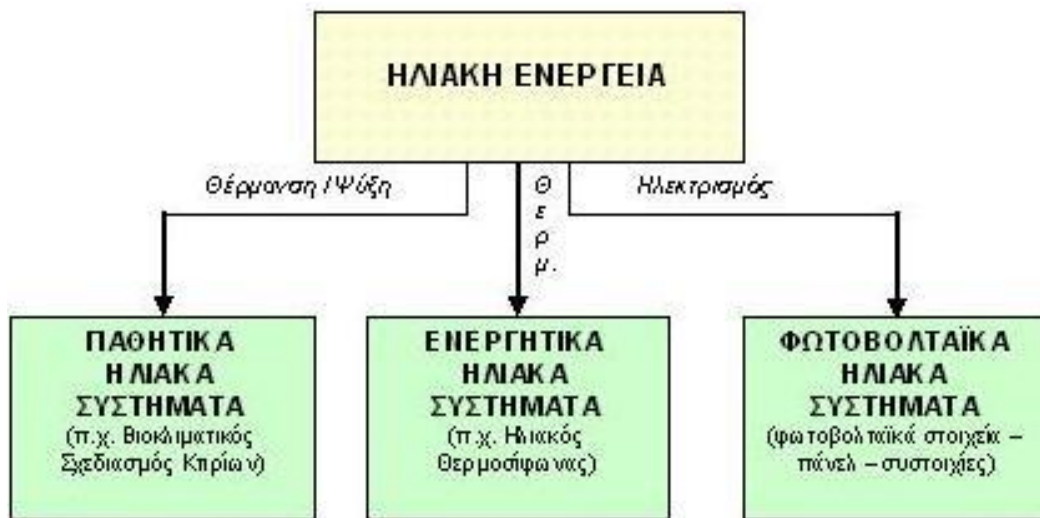 ΗΛΙΑΚΗ ΕΝΕΡΓΕΙΑ
Θέρμανση / Ψύξη
Θ
ε
ρ
μ.
Ηλεκτρισμός
ΠΑΘΗΤΙΚΑ
ΗΛΙΑΚΑ
ΣΥΣΤΗΜΑΤΑ
(π.χ. Βιοκλιματικός
Σχεδιασμός Κτιρίων)
ΕΝΕΡΓΗΤΙΚΑ
ΗΛΙΑΚΑ
ΣΥΣΤΗΜΑΤΑ
(π.χ. Ηλιακός
Θερμοσίφωνας)
ΦΩΤΟΒΟΛΤΑΪΚΑ
ΗΛΙΑΚΑ
ΣΥΣΤΗΜΑΤΑ
(φωτοβολταϊκά στοιχεία –
πάνελ – συστοιχίες)